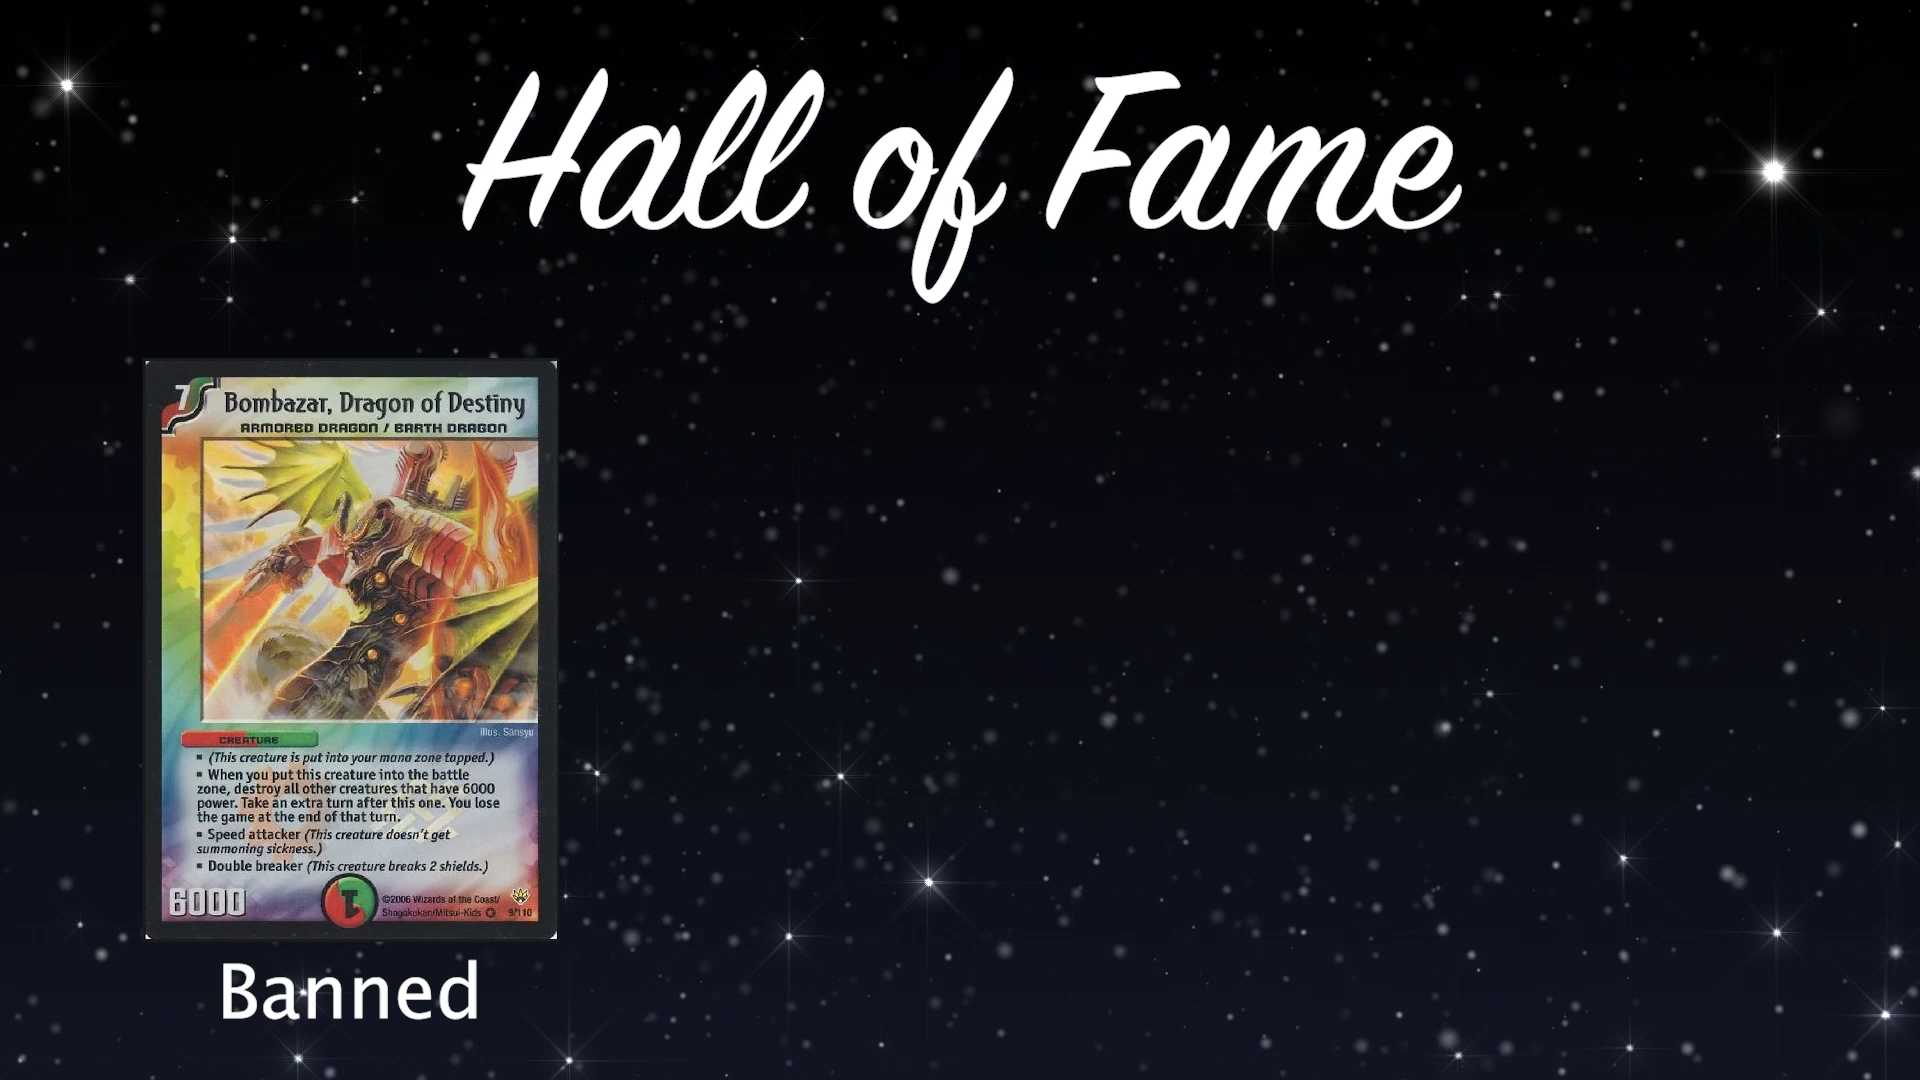 Hall of Fame
7
Bombazar, Dragon of Destiny
ARMORED DRAGON / EARTH DRAGON
illus. Sansyu
CREATURE
▪ (This creature is put into your mana zone tapped.)
▪ When you put this creature into the battle
zone, destroy all other creatures that have 6000
power. Take an extra turn after this one. You lose
the game at the end of that turn.
▪ Speed attacker (This creature doesn't get
summoning sickness.)
▪ Double breaker (This creature breaks 2 shields.)
6000
©2006 Wizards of the Coast/
Shogakukan/Mitsui-Kids
9/110
Banned